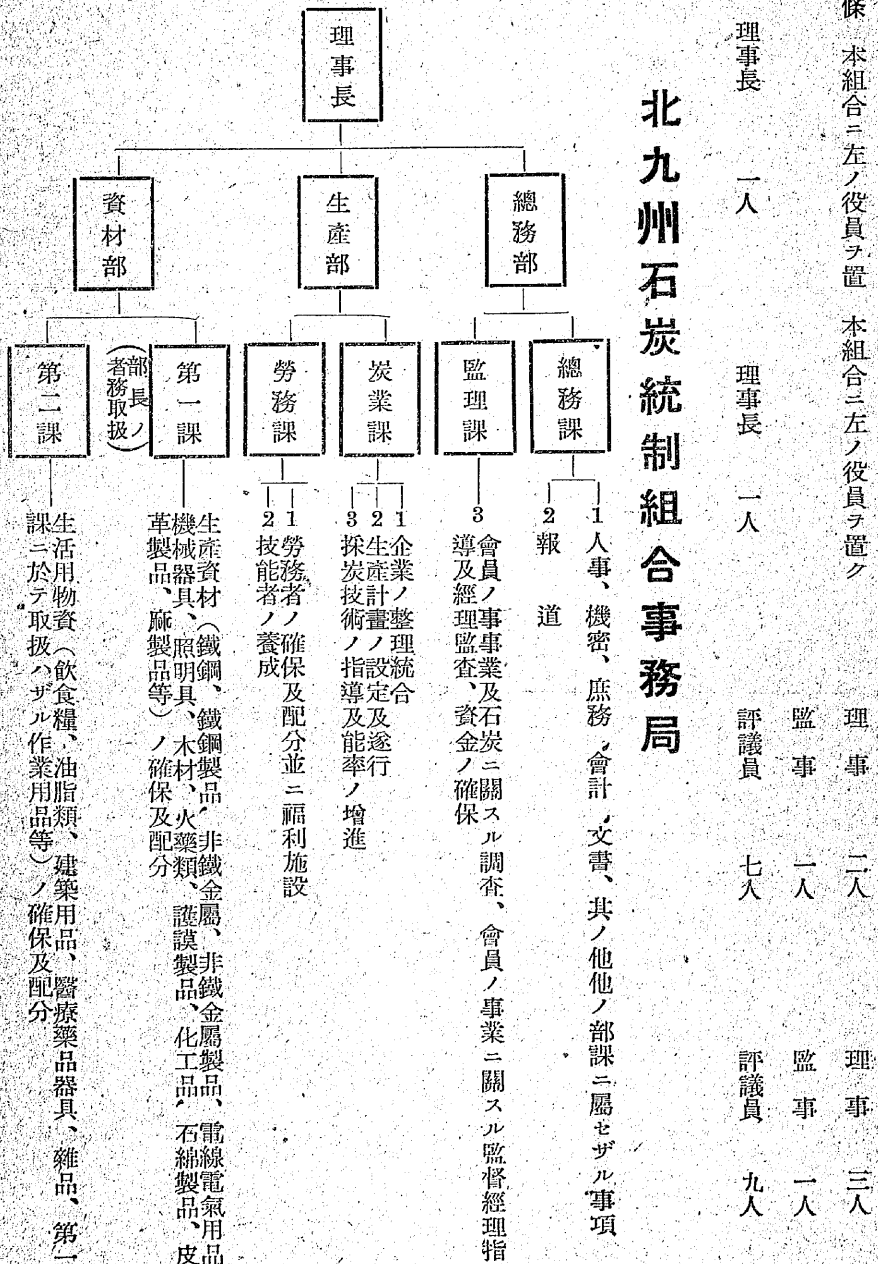 條 本組合ニ左ノ役員ヲ置 本組合ニ左ノ役員ヲ置ク
理事 二人 理事 三人
監事 一人 監事 一人
理事長 一人 理事長 一人 評議員 七人 評議員 九人
北九州石炭統制組合事務局
理事長
總務部
總務課
1 人事、機密、庶務、會計、文書、其ノ他他ノ部課ニ屬セザル事項
2 報道
監理課
3 會員ノ事事業及石炭ニ關スル調査、會員ノ事業ニ關スル監督經理指
導及經理監査、資金ノ確保
生產部
炭業課
1 企業ノ整理統合
2 生產計畫ノ設定及遂行
3 採炭技術ノ指導及能率ノ增進
勞務課
1 勞務者ノ確保及配分並ニ福利施設
2 技能者ノ養成
資材部
第一課
(部長ノ
者務取扱)
生產資材(鐵鋼、鐵鋼製品、非鐵金屬、非鐵金屬製品、電線電氣用品
機械器具、照明具、木材、火藥類、護謨製品、化工品、石綿製品、皮
革製品、麻製品等)ノ確保及配分
第二課
生活用物資(飲食糧、油脂類、建築用品、醫療藥品器具、雜品、第一
課ニ於テ取扱ハザル作業用品等)ノ確保及配分